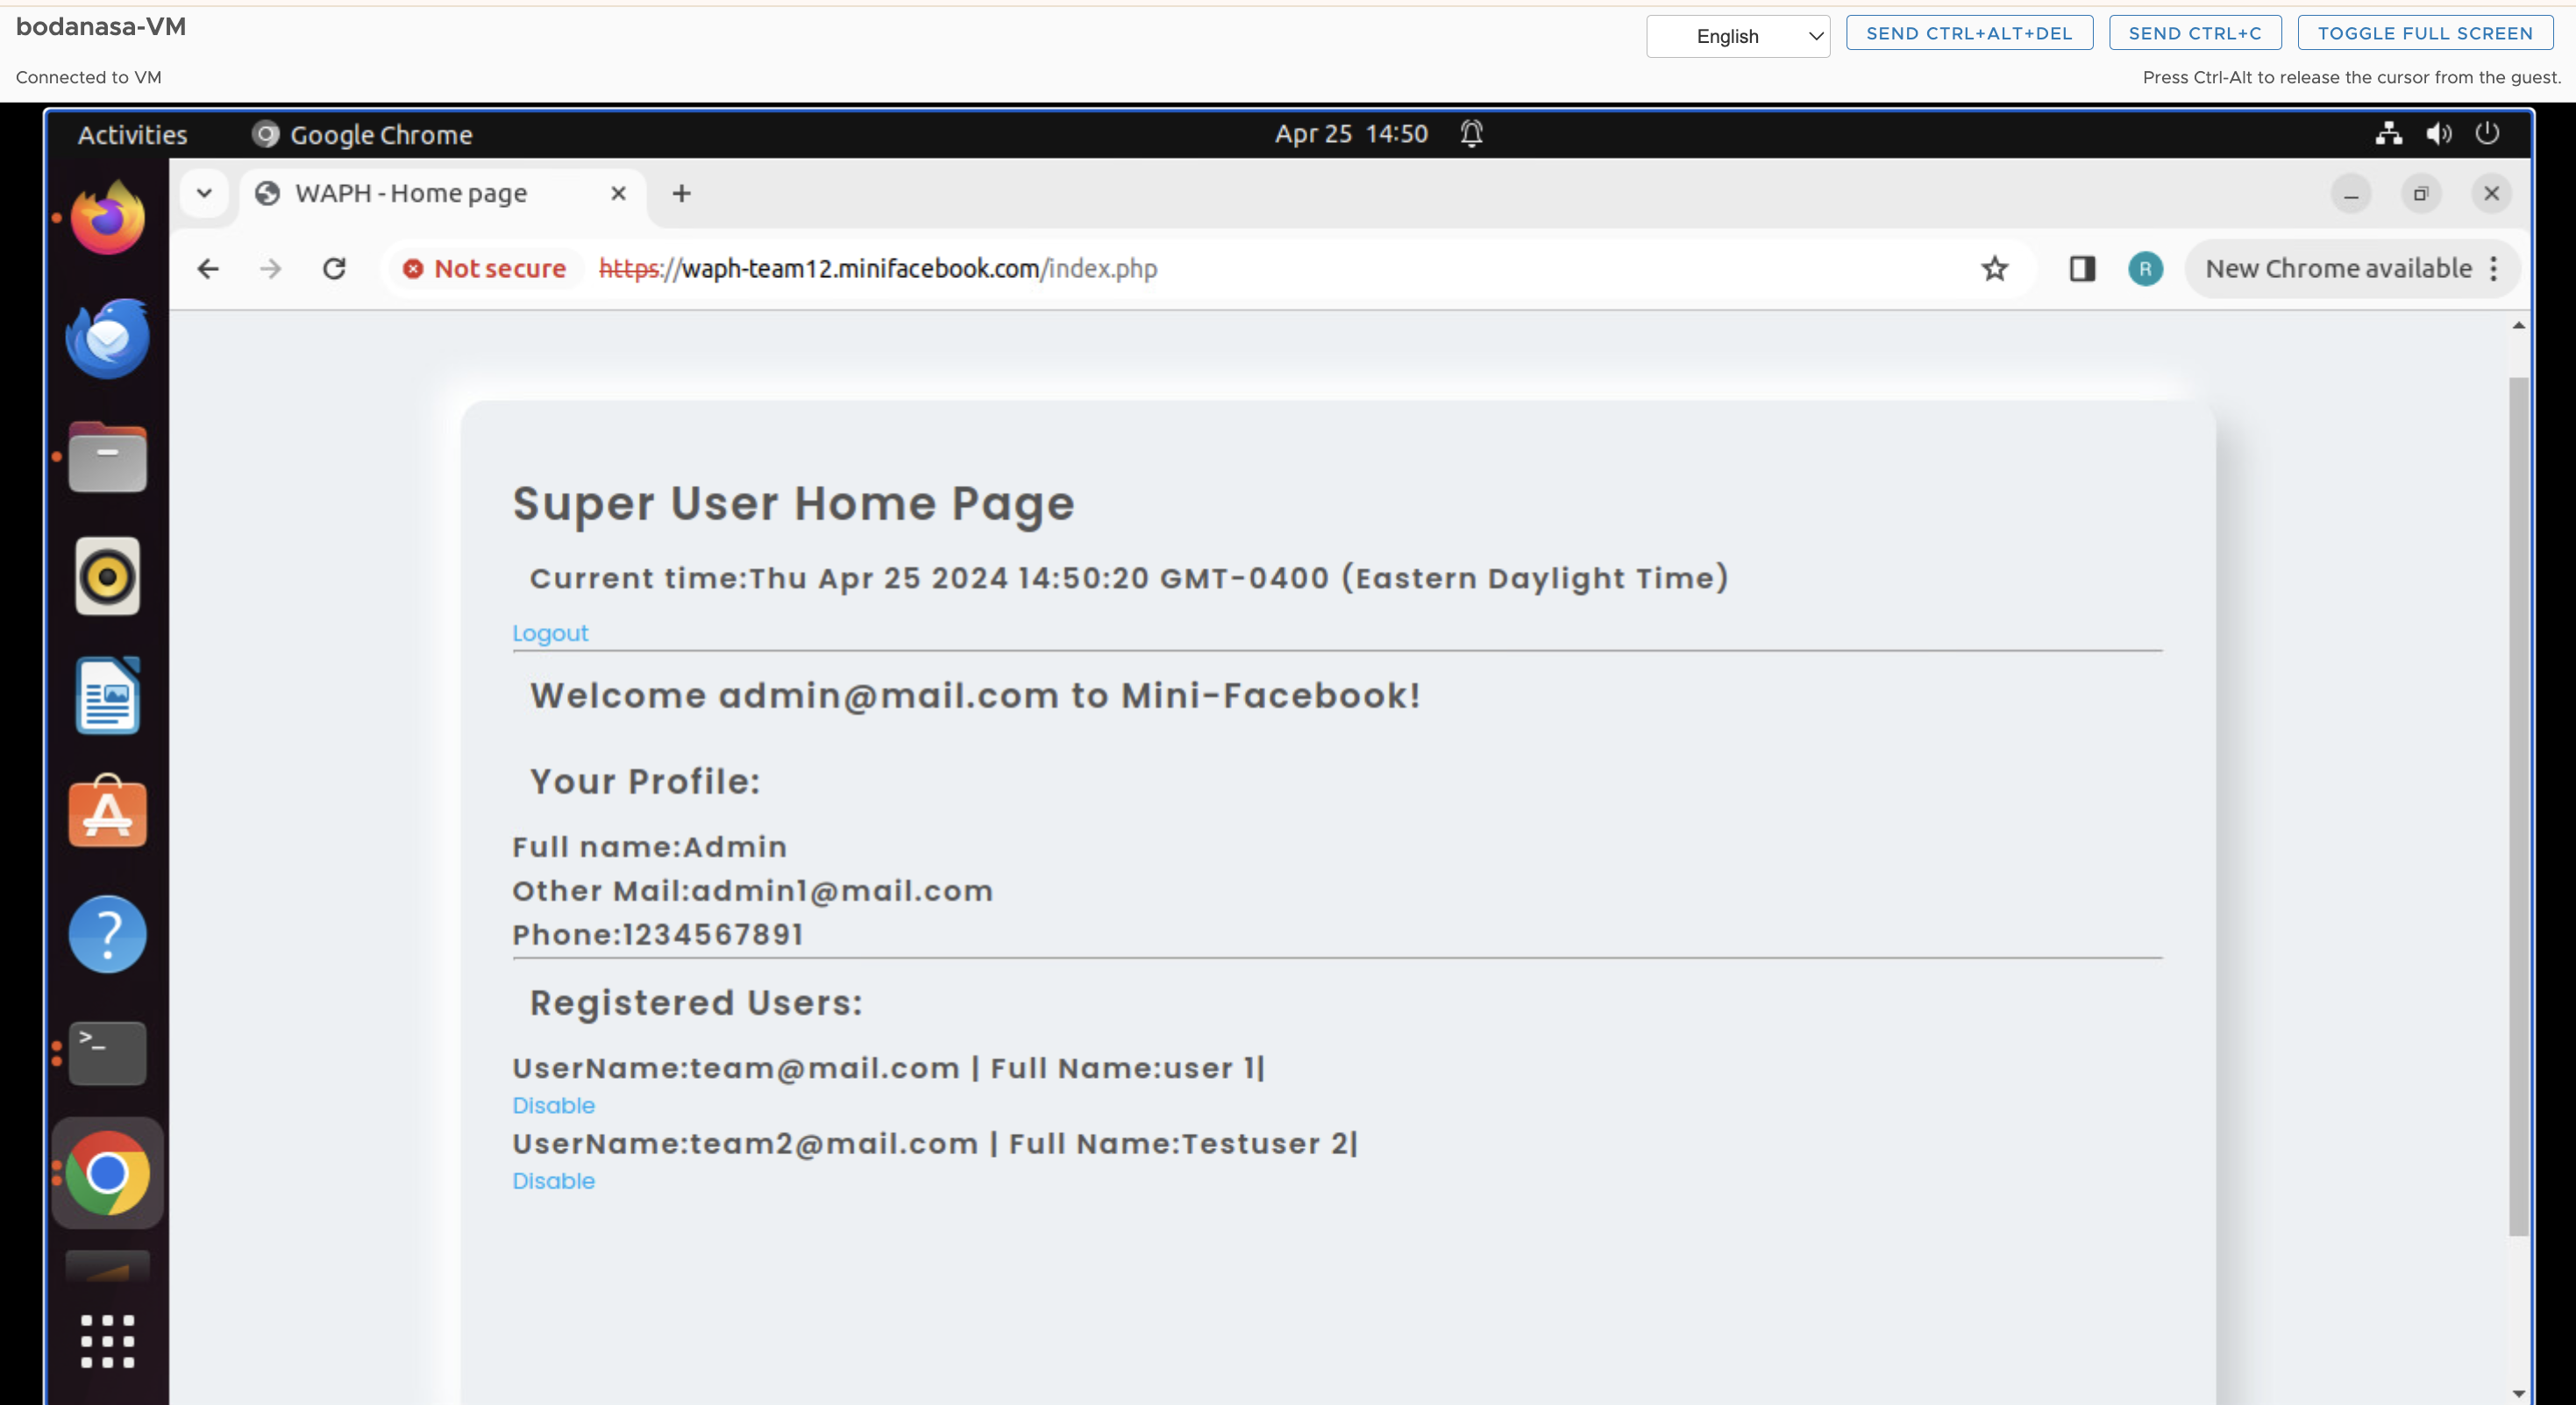 bodanasa-VM
English
SEND CTRL+ALT+DEL
SEND CTRL+C
TOGGLE FULL SCREEN
Connected to VM
Press Ctrl-Alt to release the cursor from the guest.
Activities
Google Chrome
Apr 25 14:50
WAPH - Home page
Not secure
https://waph-team12.minifacebook.com/index.php
R
New Chrome available
Super User Home Page
Current time:Thu Apr 25 2024 14:50:20 GMT-0400 (Eastern Daylight Time)
Logout
Welcome admin@mail.com to Mini-Facebook!
Your Profile:
Full name:Admin
Other Mail:admin1@mail.com
Phone:1234567891
Registered Users:
UserName:team@mail.com | Full Name:user 1|
Disable
UserName:team2@mail.com | Full Name:Testuser 2|
Disable